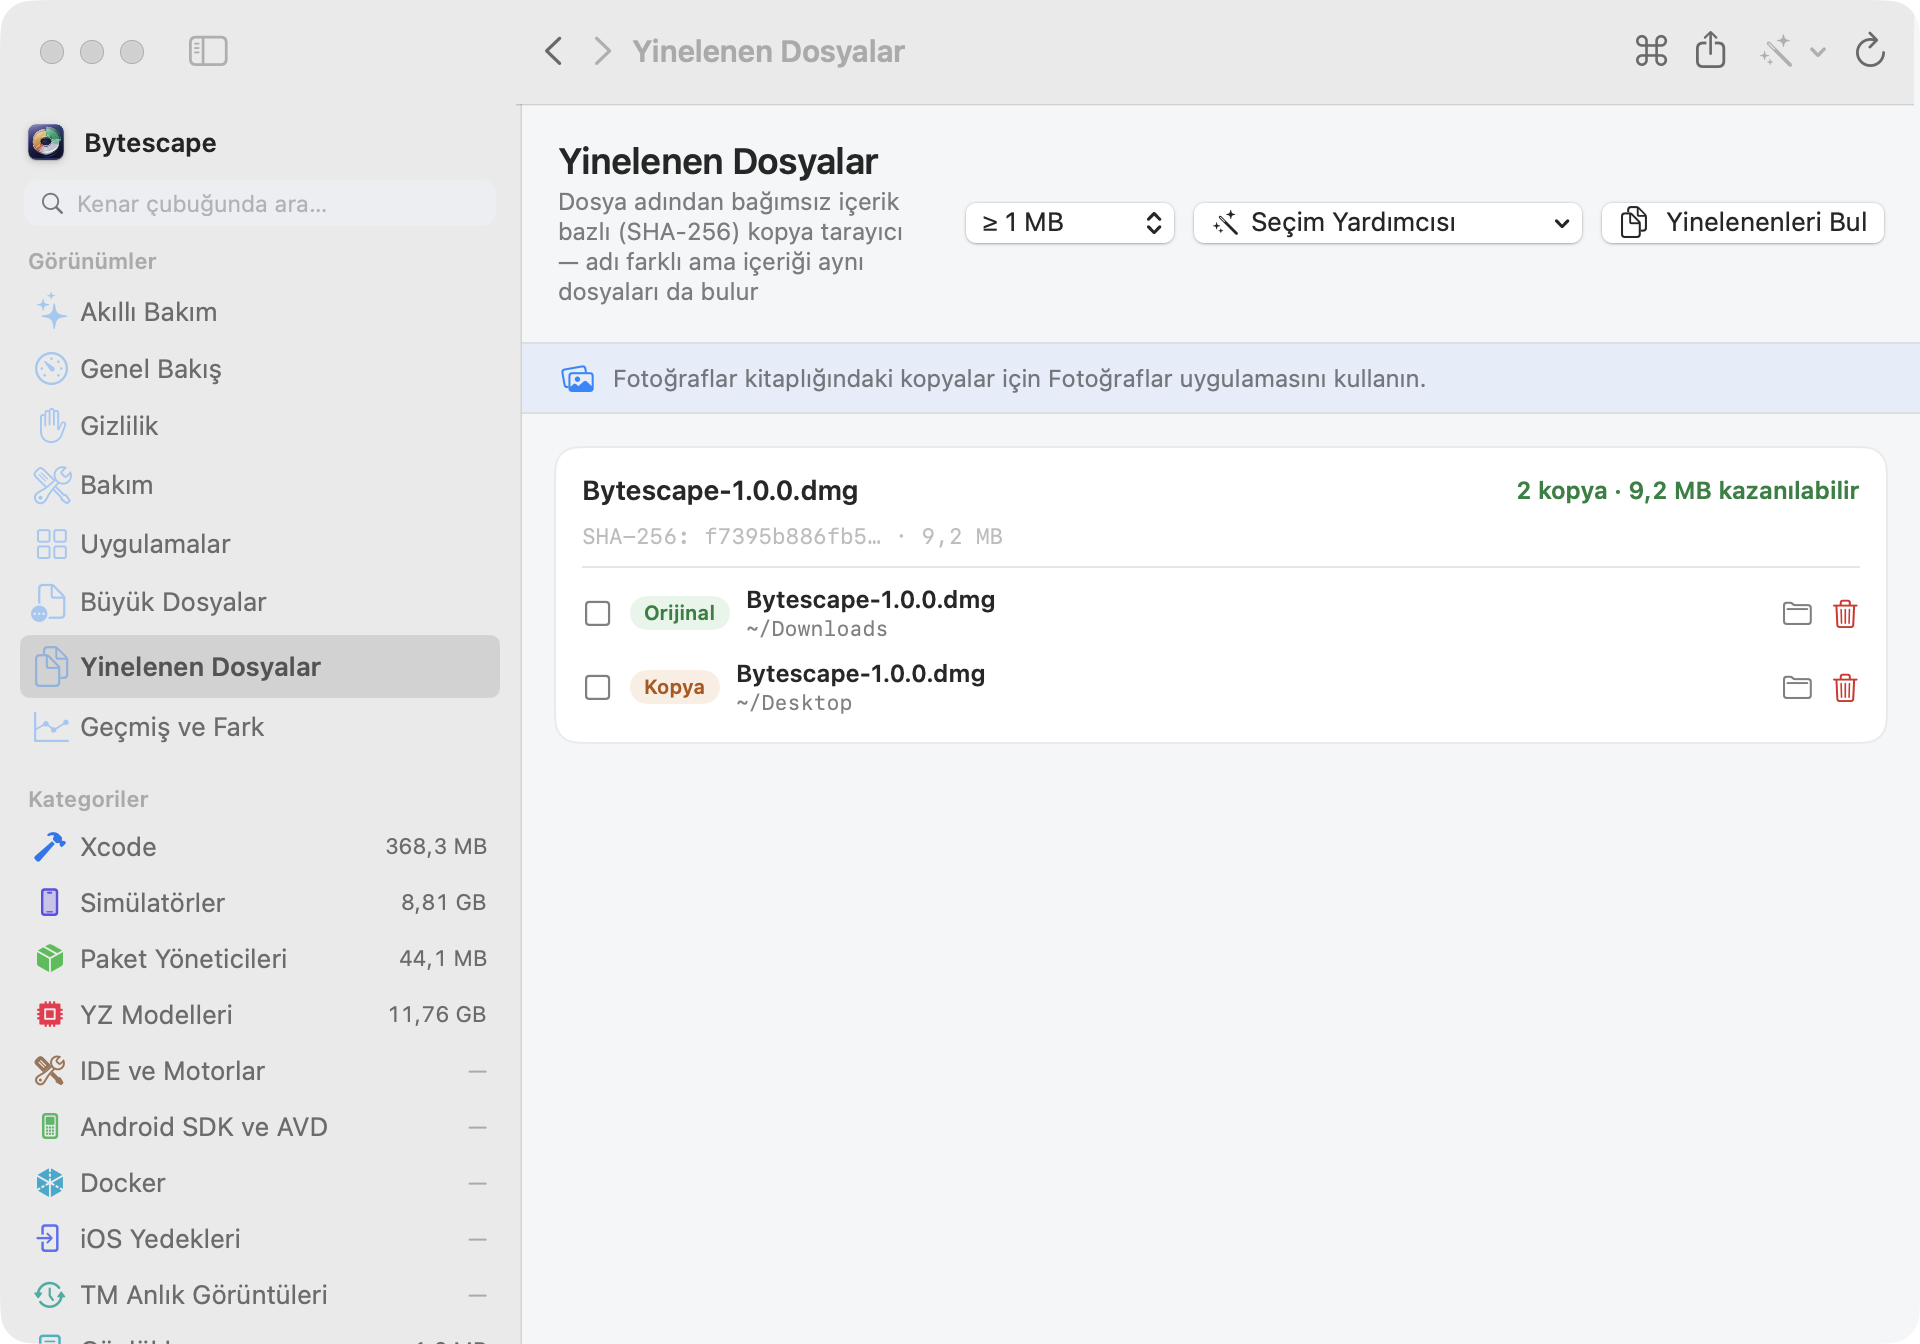 Yinelenen Dosyalar
Bytescape
Kenar çubuğunda ara...
Görünümler
Akıllı Bakım
Genel Bakış
Gizlilik
Bakım
Uygulamalar
Büyük Dosyalar
Yinelenen Dosyalar
Geçmiş ve Fark
Kategoriler
Xcode 368,3 MB
Simülatörler 8,81 GB
Paket Yöneticileri 44,1 MB
YZ Modelleri 11,76 GB
IDE ve Motorlar —
Android SDK ve AVD —
Docker —
iOS Yedekleri —
TM Anlık Görüntüleri —
Yinelenen Dosyalar
Dosya adından bağımsız içerik
bazlı (SHA-256) kopya tarayıcı
— adı farklı ama içeriği aynı
dosyaları da bulur
≥ 1 MB
Seçim Yardımcısı
Yinelenenleri Bul
Fotoğraflar kitaplığındaki kopyalar için Fotoğraflar uygulamasını kullanın.
Bytescape-1.0.0.dmg
2 kopya · 9,2 MB kazanılabilir
SHA-256: f7395b886fb5… · 9,2 MB
Orijinal
Bytescape-1.0.0.dmg
~/Downloads
Kopya
Bytescape-1.0.0.dmg
~/Desktop